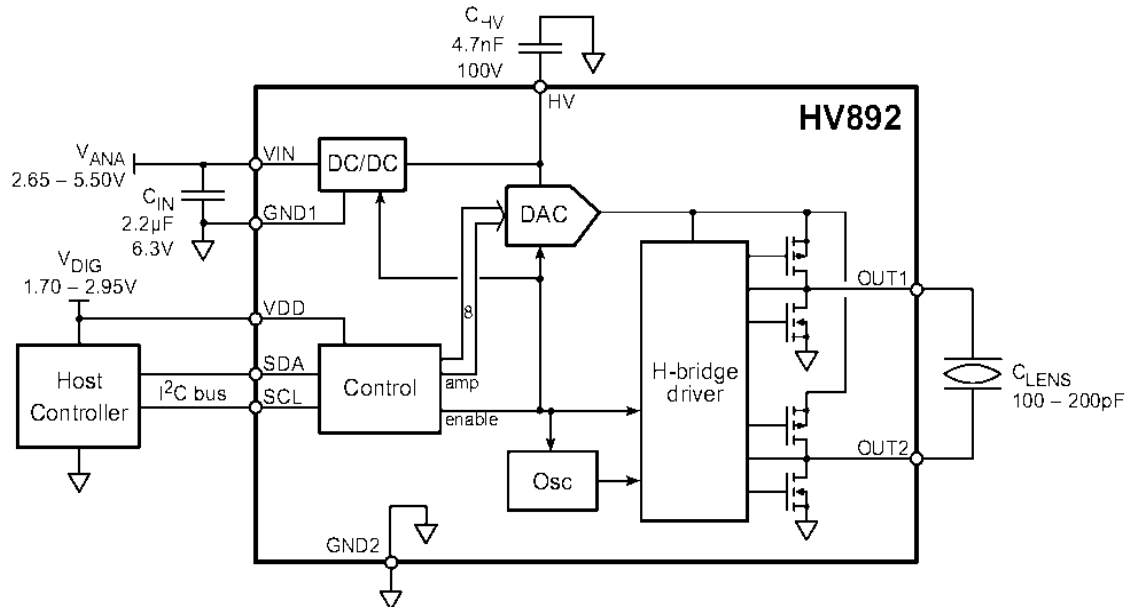 C_HV
4.7nF
100V
HV
HV892
V_ANA
2.65 – 5.50V
VIN
DC/DC
C_IN
2.2µF
6.3V
GND1
DAC
V_DIG
1.70 – 2.95V
VDD
8
OUT1
Host
Controller
I²C bus
SDA
SCL
Control
amp
enable
H-bridge
driver
C_LENS
100 – 200pF
Osc
OUT2
GND2